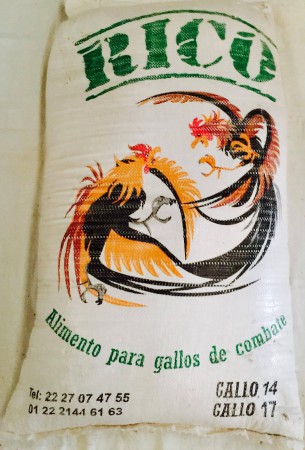 RICO
Alimento para gallos de combate
Tel: 22 27 07 47 55
01 22 2144 61 63
GALLO 14
GALLO 17